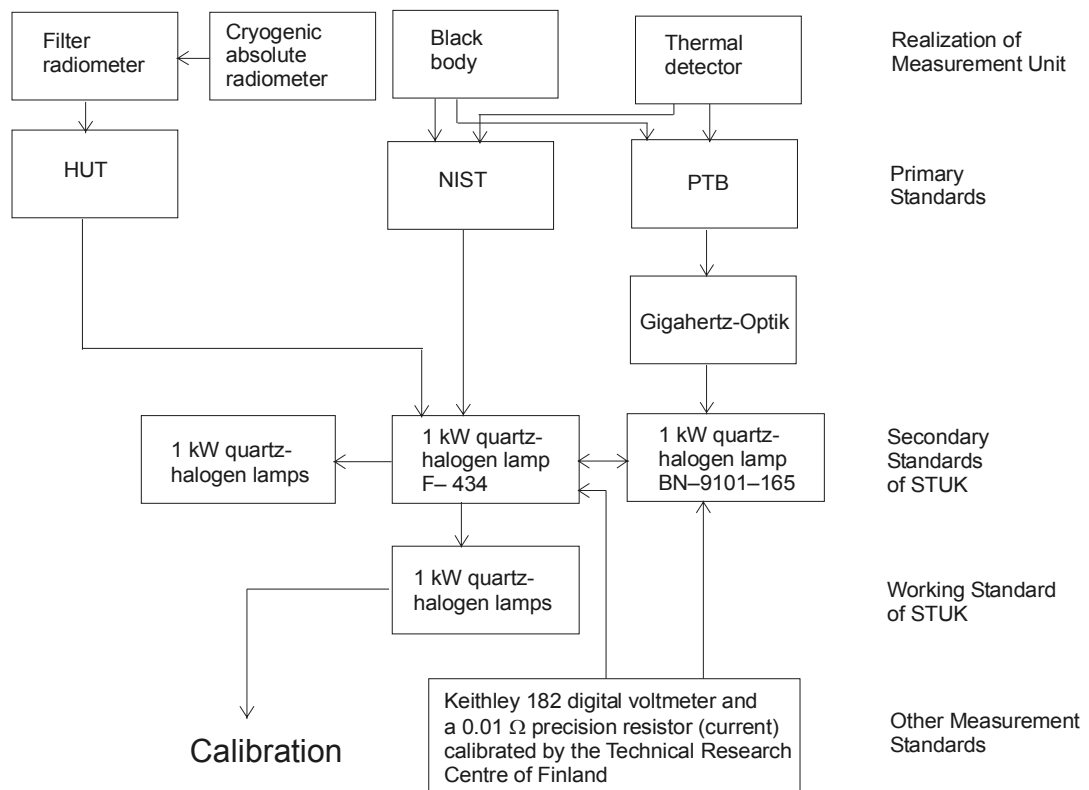 Filter
radiometer
Cryogenic
absolute
radiometer
Black
body
Thermal
detector
Realization of
Measurement Unit
HUT
NIST
PTB
Primary
Standards
Gigahertz-Optik
1 kW quartz-
halogen lamps
1 kW quartz-
halogen lamp
F– 434
1 kW quartz-
halogen lamp
BN–9101–165
Secondary
Standards
of STUK
1 kW quartz-
halogen lamps
Working Standard
of STUK
Calibration
Keithley 182 digital voltmeter and
a 0.01 Ω precision resistor (current)
calibrated by the Technical Research
Centre of Finland
Other Measurement
Standards